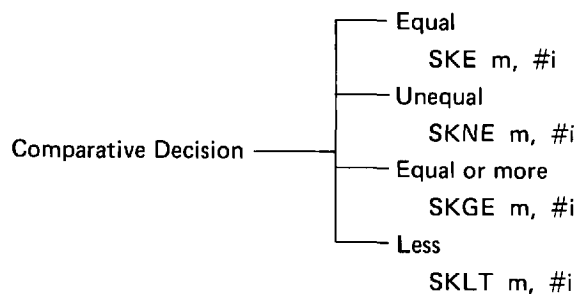 Equal
SKE m, #i
Unequal
SKNE m, #i
Comparative Decision
Equal or more
SKGE m, #i
Less
SKLT m, #i